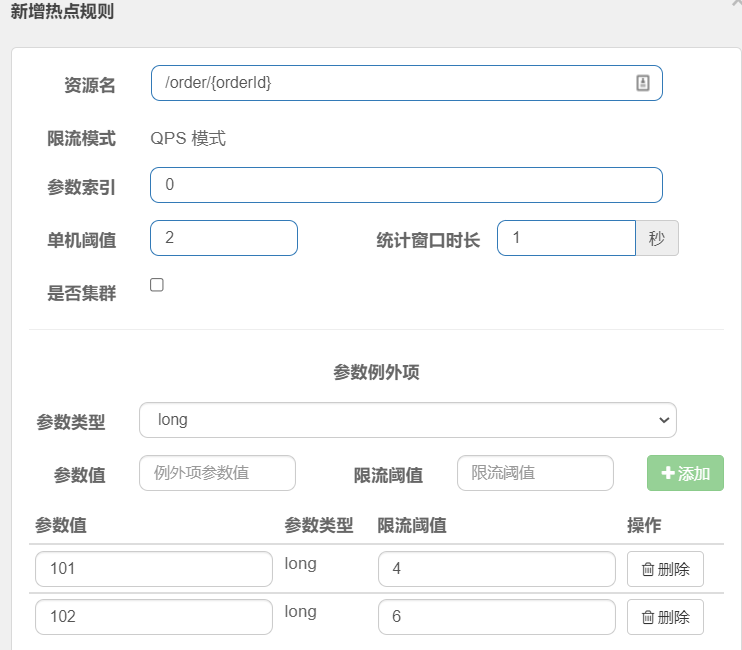 新增热点规则
资源名 /order/{orderId}
限流模式 QPS 模式
参数索引 0
单机阈值 2 统计窗口时长 1 秒
是否集群
参数例外项
参数类型 long
参数值 例外项参数值 限流阈值 限流阈值 添加
参数值 参数类型 限流阈值 操作
101 long 4 删除
102 long 6 删除